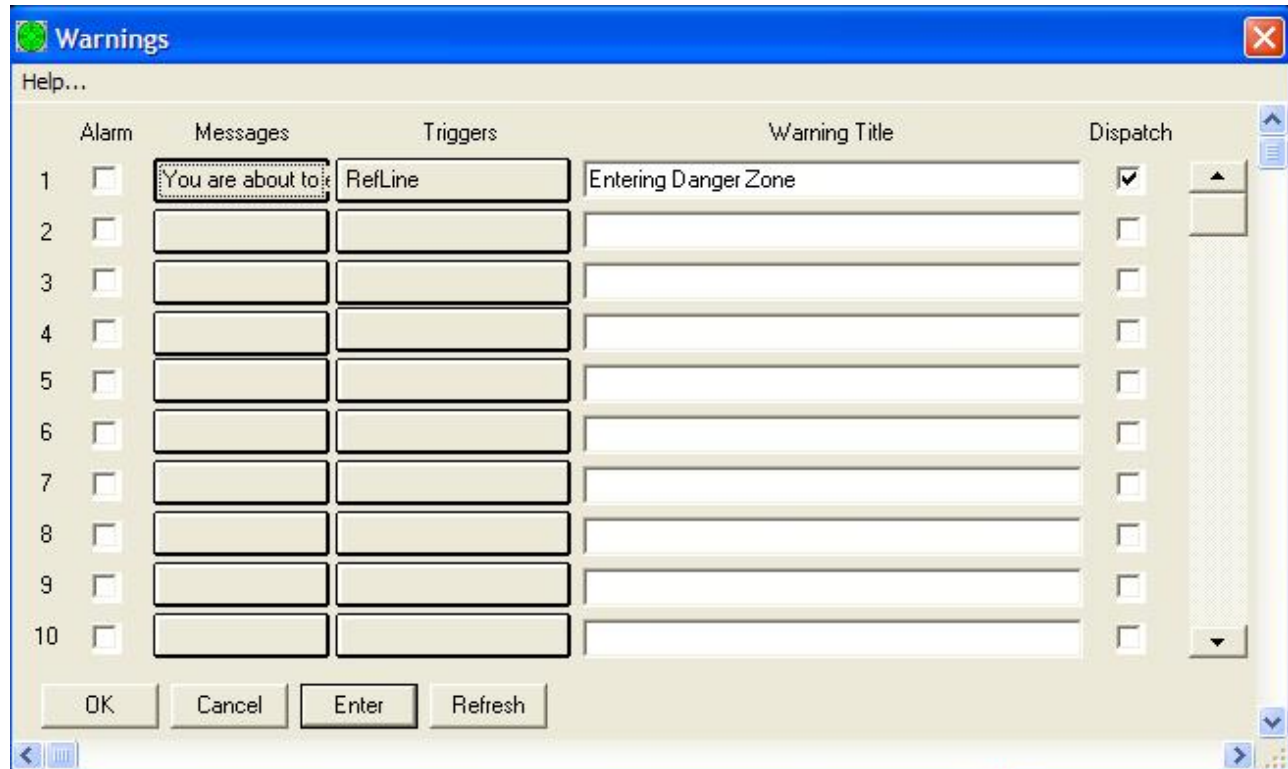 Warnings
Help...
Alarm Messages Triggers Warning Title Dispatch
1 You are about to RefLine Entering Danger Zone
2
3
4
5
6
7
8
9
10
OK Cancel Enter Refresh